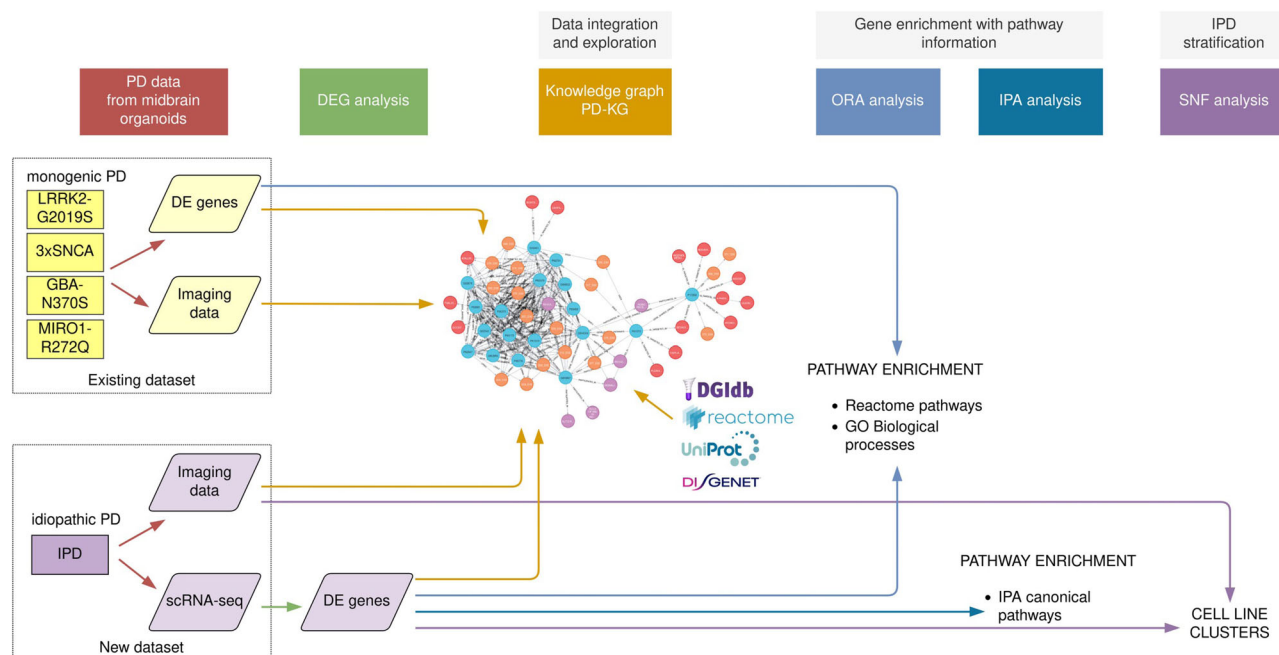 Data integration
and exploration
Gene enrichment with pathway
information
IPD
stratification
PD data
from midbrain
organoids
DEG analysis
Knowledge graph
PD-KG
ORA analysis
IPA analysis
SNF analysis
monogenic PD
LRRK2-
G2019S
3xSNCA
GBA-
N370S
MIRO1-
R272Q
DE genes
Imaging
data
Existing dataset
DGIdb
reactome
UniProt
DISGENET
PATHWAY ENRICHMENT
• Reactome pathways
• GO Biological
processes
idiopathic PD
IPD
Imaging
data
scRNA-seq
New dataset
DE genes
PATHWAY ENRICHMENT
• IPA canonical
pathways
CELL LINE
CLUSTERS